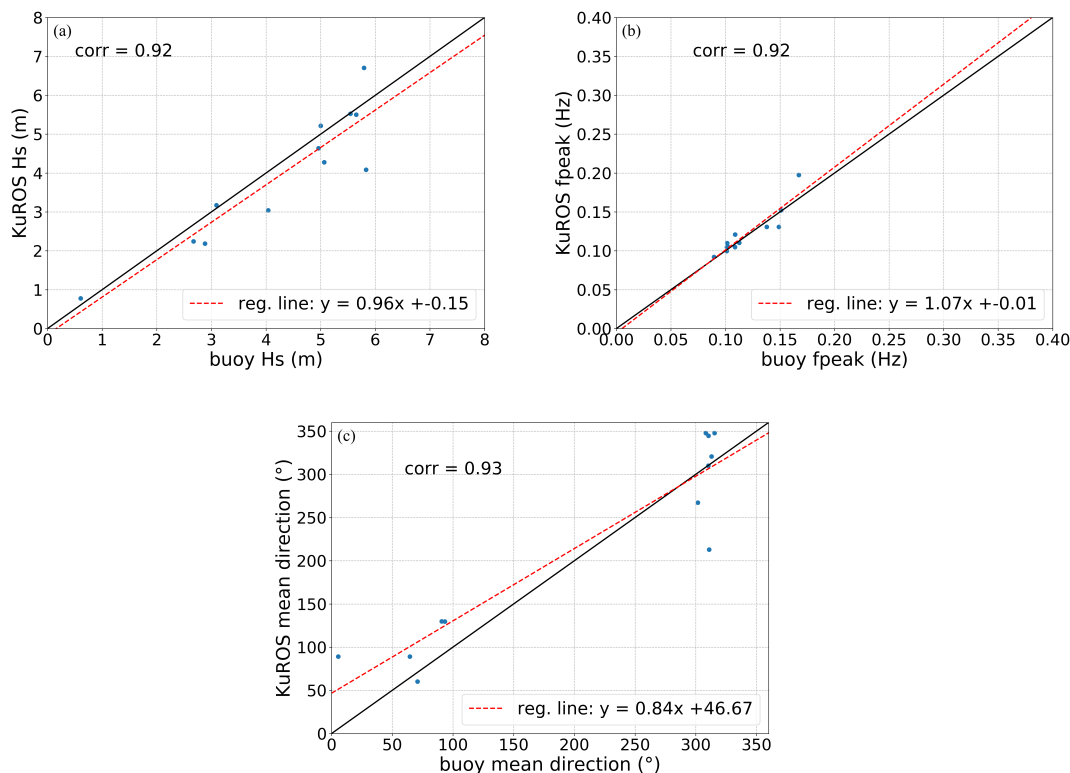 (a)
corr = 0.92
8
7
6
5
4
3
2
1
0
KuROS Hs (m)
reg. line: y = 0.96x +-0.15
0 1 2 3 4 5 6 7 8
buoy Hs (m)
(b)
corr = 0.92
0.40
0.35
0.30
0.25
0.20
0.15
0.10
0.05
0.00
KuROS fpeak (Hz)
reg. line: y = 1.07x +-0.01
0.00 0.05 0.10 0.15 0.20 0.25 0.30 0.35 0.40
buoy fpeak (Hz)
(c)
corr = 0.93
350
300
250
200
150
100
50
0
KuROS mean direction (°)
reg. line: y = 0.84x +46.67
0 50 100 150 200 250 300 350
buoy mean direction (°)